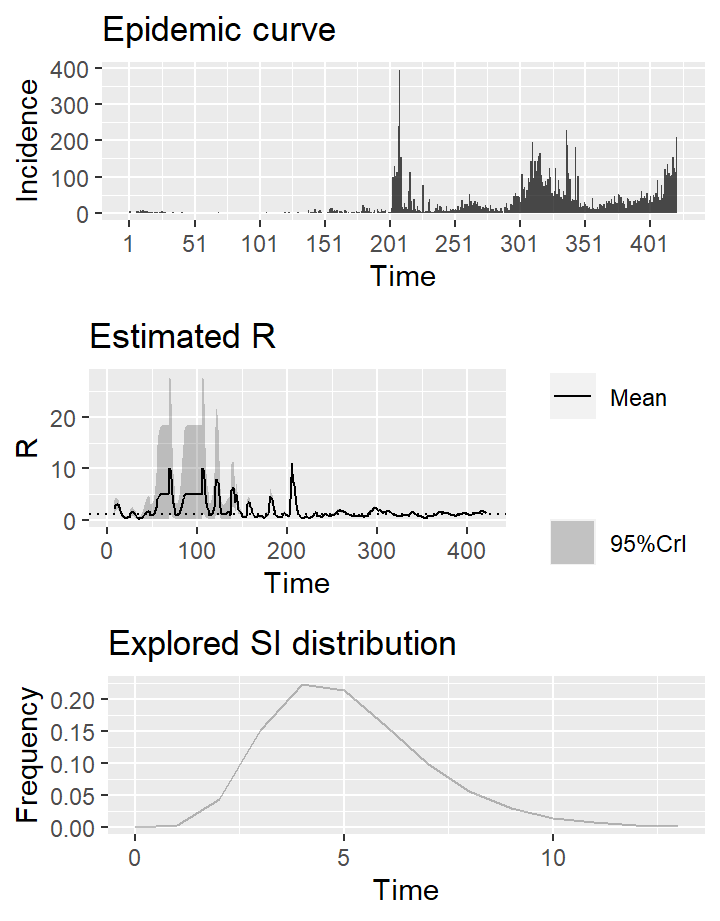 Epidemic curve
400
300
200
100
0
Incidence
1 51 101 151 201 251 301 351 401
Time
Estimated R
20
10
0
R
0 100 200 300 400
Time
Mean
95%CrI
Explored SI distribution
0.20
0.15
0.10
0.05
0.00
Frequency
0 5 10
Time